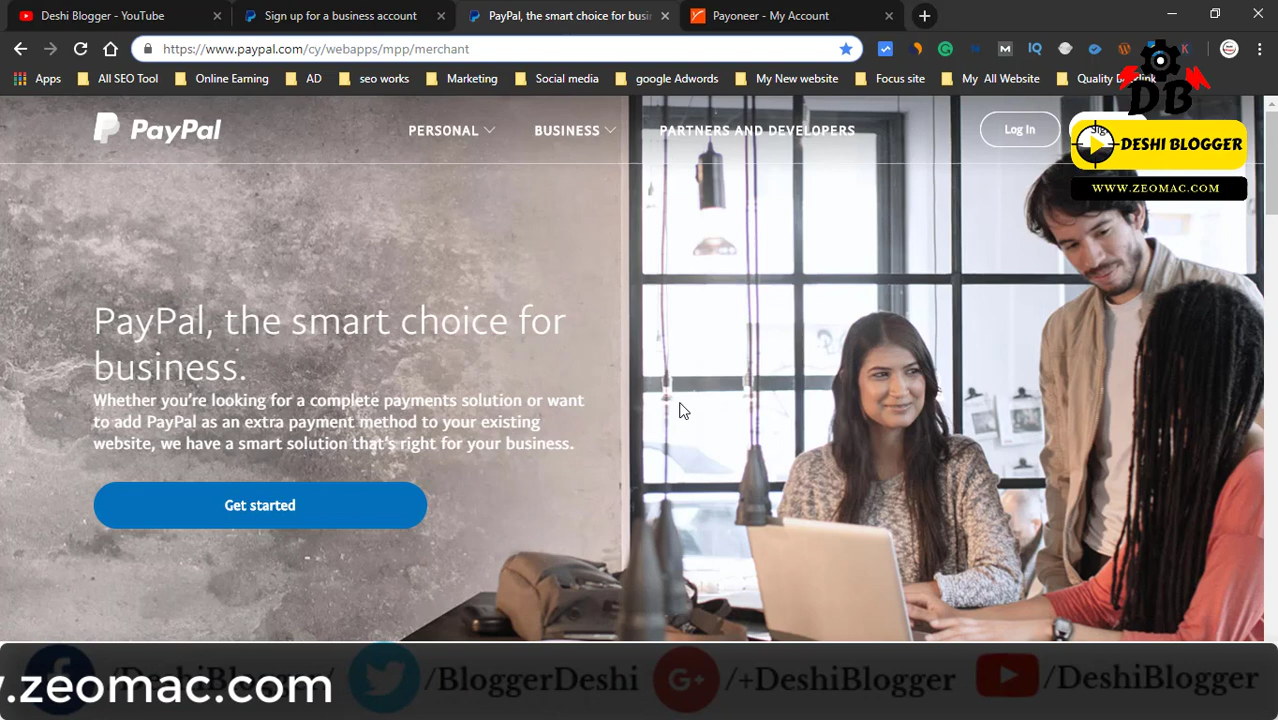 Deshi Blogger - YouTube
Sign up for a business account
PayPal, the smart choice for busi
Payoneer - My Account
https://www.paypal.com/cy/webapps/mpp/merchant
Apps
All SEO Tool
Online Earning
AD
seo works
Marketing
Social media
google Adwords
My New website
Focus site
My All Website
Quality Backlink
PayPal
PERSONAL
BUSINESS
PARTNERS AND DEVELOPERS
Log In
DB
DESHI BLOGGER
WWW.ZEOMAC.COM
PayPal, the smart choice for
business.
Whether you're looking for a complete payments solution or want
to add PayPal as an extra payment method to your existing
website, we have a smart solution that's right for your business.
Get started
/DeshiBlogger
/BloggerDeshi
/+DeshiBlogger
/DeshiBlogger
.zeomac.com